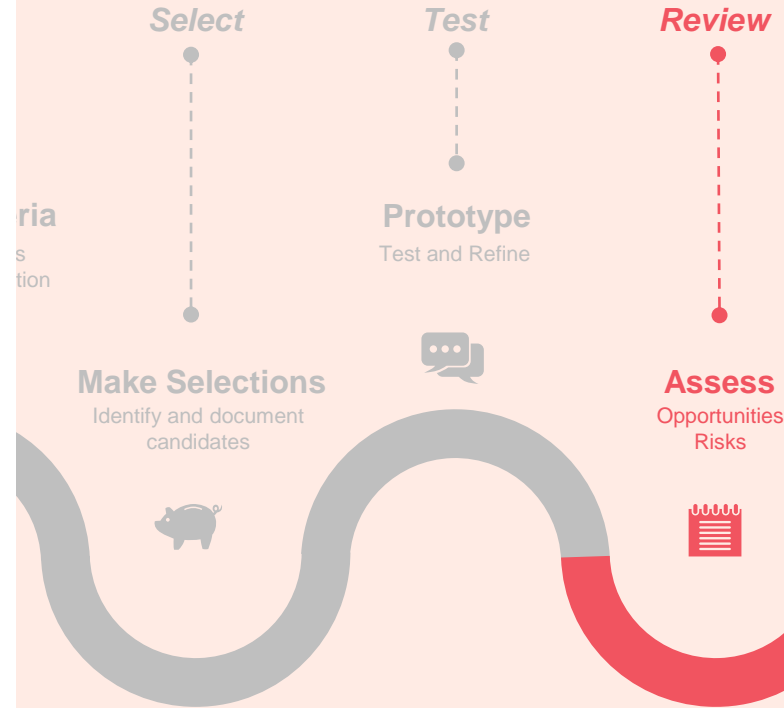 Select
Test
Review
Prototype
Test and Refine
Make Selections
Identify and document
candidates
Assess
Opportunities
Risks